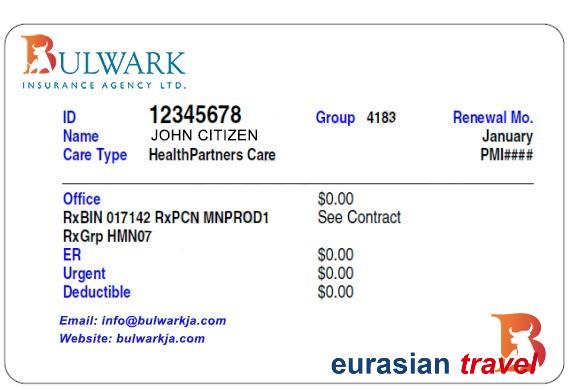 BULWARK
INSURANCE AGENCY LTD.
ID 12345678 Group 4183 Renewal Mo.
Name JOHN CITIZEN January
Care Type HealthPartners Care PMI####
Office $0.00
RxBIN 017142 RxPCN MNPROD1 See Contract
RxGrp HMN07
ER $0.00
Urgent $0.00
Deductible $0.00
Email: info@bulwarkja.com
Website: bulwarkja.com
B
eurasian travel